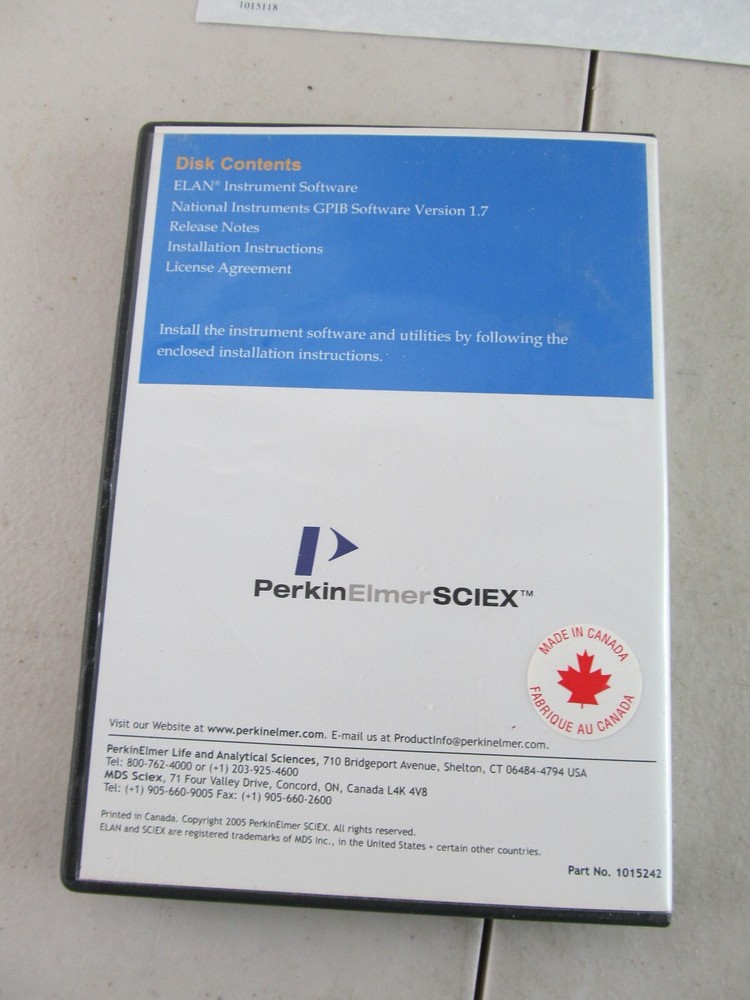 1015118
Disk Contents
ELAN® Instrument Software
National Instruments GPIB Software Version 1.7
Release Notes
Installation Instructions
License Agreement
Install the instrument software and utilities by following the
enclosed installation instructions.
PerkinElmerSCIEX™
MADE IN CANADA
FABRIQUE AU CANADA
Visit our Website at www.perkinelmer.com. E-mail us at ProductInfo@perkinelmer.com.
PerkinElmer Life and Analytical Sciences, 710 Bridgeport Avenue, Shelton, CT 06484-4794 USA
Tel: 800-762-4000 or (+1) 203-925-4600
MDS Sciex, 71 Four Valley Drive, Concord, ON, Canada L4K 4V8
Tel: (+1) 905-660-9005 Fax: (+1) 905-660-2600
Printed in Canada. Copyright 2005 PerkinElmer SCIEX. All rights reserved.
ELAN and SCIEX are registered trademarks of MDS Inc., in the United States + certain other countries.
Part No. 1015242